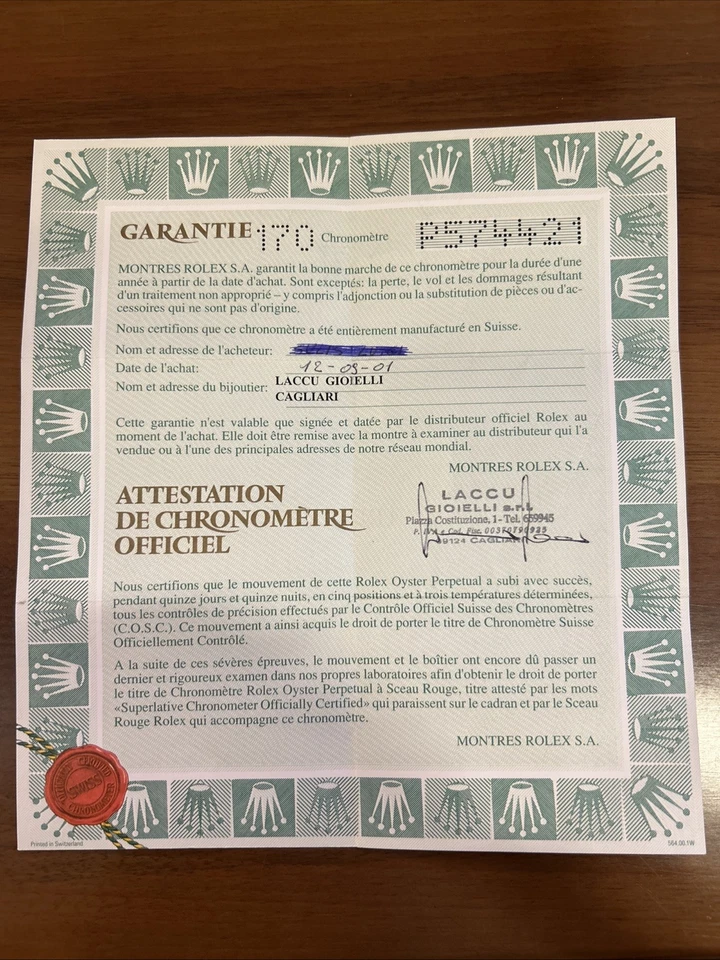 GARANTIE 170 Chronomètre P574421
MONTRES ROLEX S.A. garantit la bonne marche de ce chronomètre pour la durée d'une
année à partir de la date d'achat. Sont exceptés: la perte, le vol et les dommages résultant
d'un traitement non approprié – y compris l'adjonction ou la substitution de pièces ou d'ac-
cessoires qui ne sont pas d'origine.
Nous certifions que ce chronomètre a été entièrement manufacturé en Suisse.
Nom et adresse de l'acheteur:
Date de l'achat: 12-09-01
Nom et adresse du bijoutier: LACCU GIOIELLI
CAGLIARI
Cette garantie n'est valable que signée et datée par le distributeur officiel Rolex au
moment de l'achat. Elle doit être remise avec la montre à examiner au distributeur qui l'a
vendue ou à l'une des principales adresses de notre réseau mondial.
MONTRES ROLEX S.A.
ATTESTATION
DE CHRONOMÈTRE
OFFICIEL
LACCU
GIOIELLI s.r.l.
Piazza Costituzione, 1 - Tel.
09124 CAGLIARI
Nous certifions que le mouvement de cette Rolex Oyster Perpetual a subi avec succès,
pendant quinze jours et quinze nuits, en cinq positions et à trois températures déterminées,
tous les contrôles de précision effectués par le Contrôle Officiel Suisse des Chronomètres
(C.O.S.C.). Ce mouvement a ainsi acquis le droit de porter le titre de Chronomètre Suisse
Officiellement Contrôlé.
A la suite de ces sévères épreuves, le mouvement et le boîtier ont encore dû passer un
dernier et rigoureux examen dans nos propres laboratoires afin d'obtenir le droit de porter
le titre de Chronomètre Rolex Oyster Perpetual à Sceau Rouge, titre attesté par les mots
«Superlative Chronometer Officially Certified» qui paraissent sur le cadran et par le Sceau
Rouge Rolex qui accompagne ce chronomètre.
MONTRES ROLEX S.A.
SWISS
Printed in Switzerland
564.00.1W